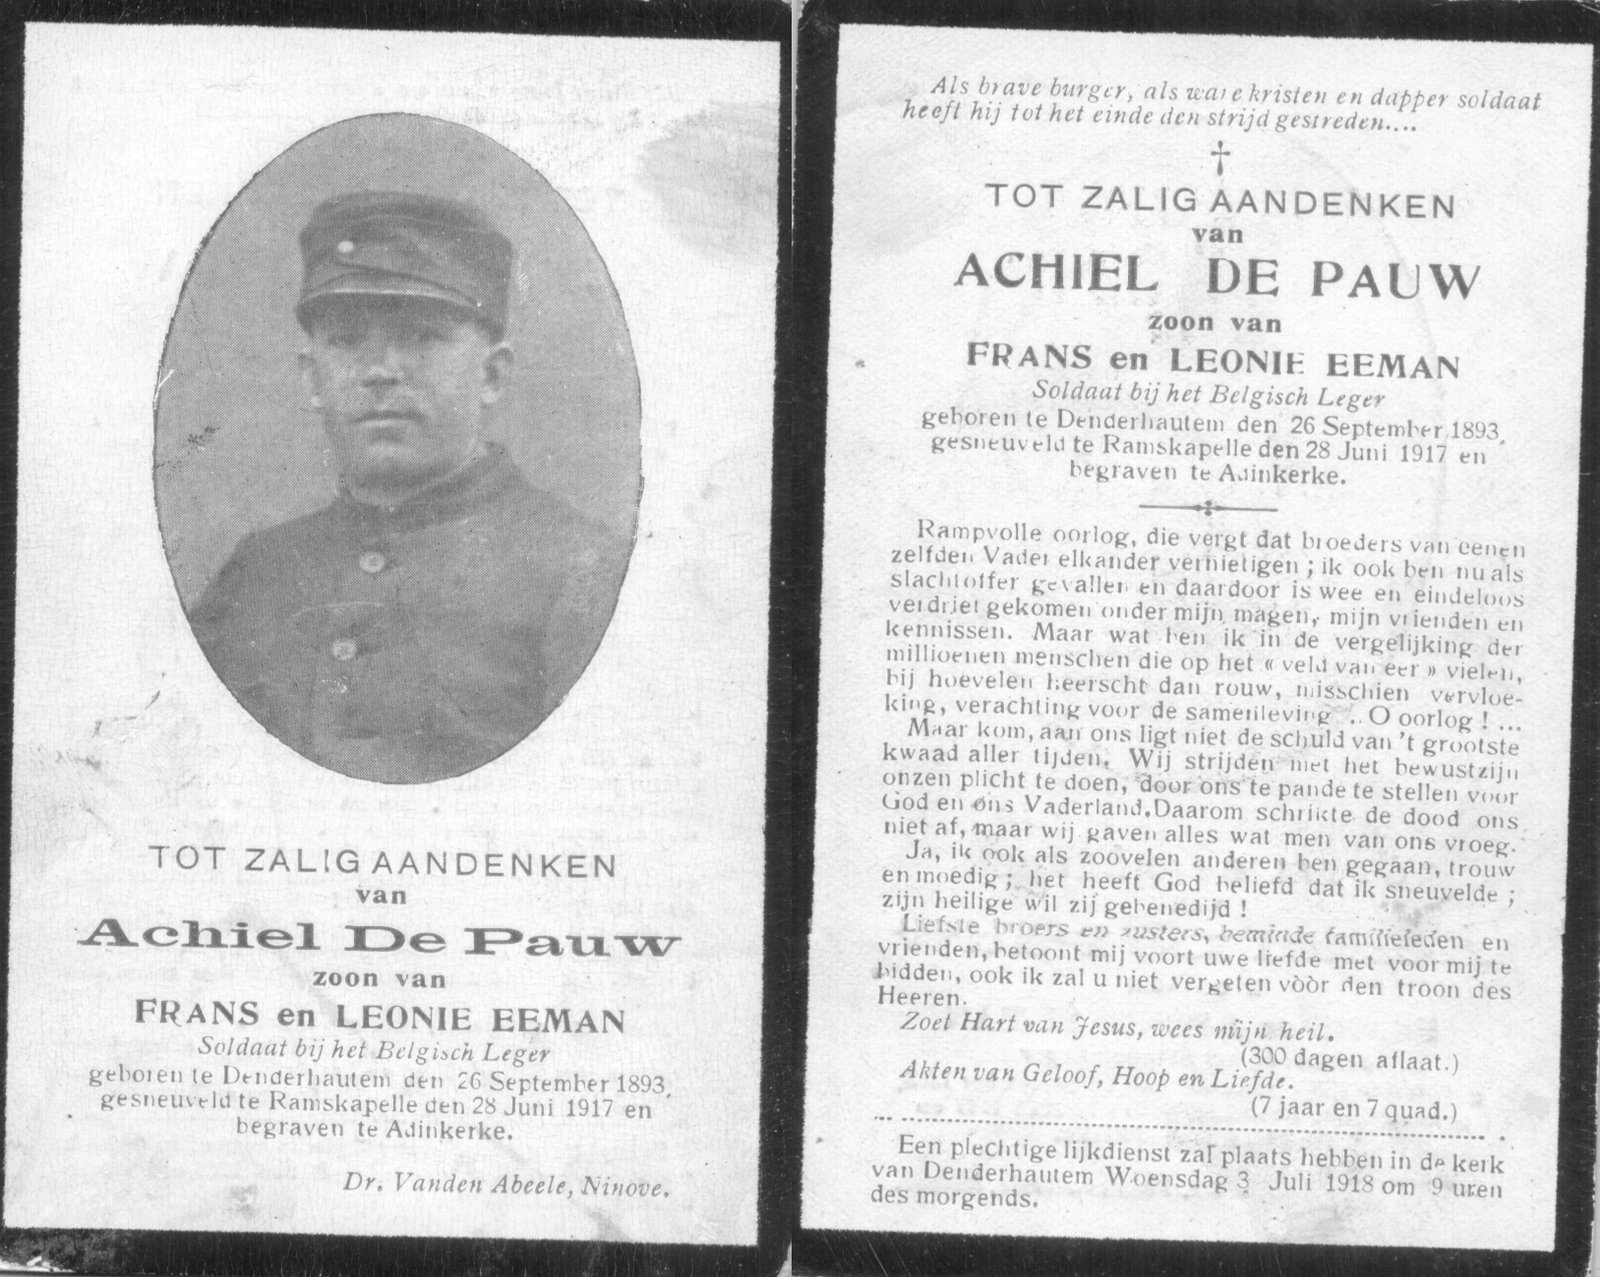 TOT ZALIG AANDENKEN
van
Achiel De Pauw
zoon van
FRANS en LEONIE EEMAN
Soldaat bij het Belgisch Leger
geboren te Denderhautem den 26 September 1893,
gesneuveld te Ramskapelle den 28 Juni 1917 en
begraven te Adinkerke.
Dr. Vanden Abeele, Ninove.
Als brave burger, als ware kristen en dapper soldaat
heeft hij tot het einde den strijd gestreden....
†
TOT ZALIG AANDENKEN
van
ACHIEL DE PAUW
zoon van
FRANS en LEONIE EEMAN
Soldaat bij het Belgisch Leger
geboren te Denderhautem den 26 September 1893,
gesneuveld te Ramskapelle den 28 Juni 1917 en
begraven te Adinkerke.
Rampvolle oorlog, die vergt dat broeders van eenen
zelfden Vader elkander vernietigen ; ik ook ben nu als
slachtoffer gevallen en daardoor is wee en eindeloos
verdriet gekomen onder mijn magen, mijn vrienden en
kennissen. Maar wat ben ik in de vergelijking der
millioenen menschen die op het « veld van eer » vielen,
bij hoevelen heerscht dan rouw, misschien vervloe-
king, verachting voor de samenleving ... O oorlog ! ...
Maar kom, aan ons ligt niet de schuld van 't grootste
kwaad aller tijden. Wij strijden met het bewustzijn
onzen plicht te doen, door ons te pande te stellen voor
God en ons Vaderland. Daarom schrikte de dood ons
niet af, maar wij gaven alles wat men van ons vroeg.
Ja, ik ook als zoovelen anderen ben gegaan, trouw
en moedig ; het heeft God beliefd dat ik sneuvelde ;
zijn heilige wil zij gebenedijd !
Liefste broers en zusters, beminde familieleden en
vrienden, betoont mij voort uwe liefde met voor mij te
bidden, ook ik zal u niet vergeten vòòr den troon des
Heeren.
Zoet Hart van Jesus, wees mijn heil.
(300 dagen aflaat.)
Akten van Geloof, Hoop en Liefde.
(7 jaar en 7 quad.)
Een plechtige lijkdienst zal plaats hebben in de kerk
van Denderhautem Woensdag 3 Juli 1918 om 9 uren
des morgends.